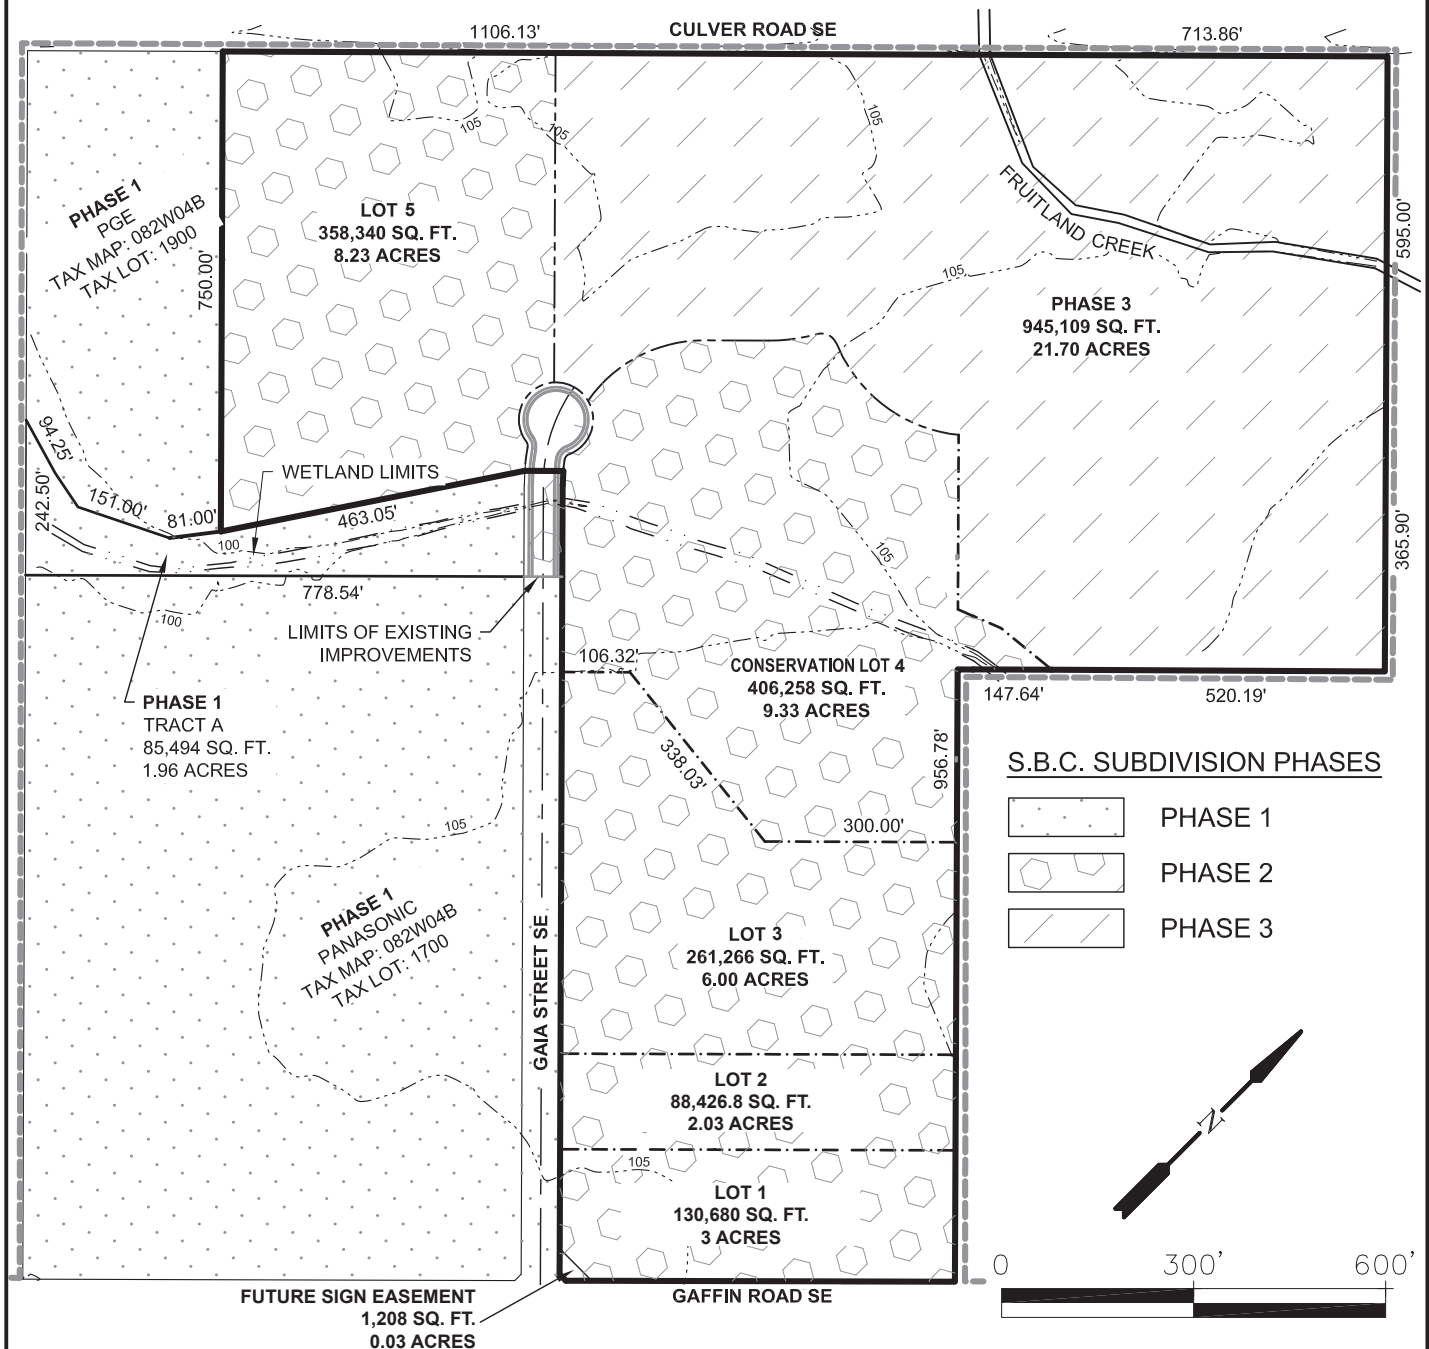 1106.13'
CULVER ROAD SE
713.86'
105
105
105
PHASE 1
PGE
TAX MAP: 082W04B
TAX LOT: 1900
750.00'
LOT 5
358,340 SQ. FT.
8.23 ACRES
FRUITLAND CREEK
595.00'
105
PHASE 3
945,109 SQ. FT.
21.70 ACRES
94.25'
242.50'
151.00'
81.00'
WETLAND LIMITS
463.05'
100
105
365.90'
778.54'
100
LIMITS OF EXISTING
IMPROVEMENTS
106.32'
CONSERVATION LOT 4
406,258 SQ. FT.
9.33 ACRES
147.64'
520.19'
PHASE 1
TRACT A
85,494 SQ. FT.
1.96 ACRES
338.03'
956.78'
300.00'
S.B.C. SUBDIVISION PHASES
PHASE 1
PHASE 2
PHASE 3
105
PHASE 1
PANASONIC
TAX MAP: 082W04B
TAX LOT: 1700
GAIA STREET SE
LOT 3
261,266 SQ. FT.
6.00 ACRES
LOT 2
88,426.8 SQ. FT.
2.03 ACRES
N
105
LOT 1
130,680 SQ. FT.
3 ACRES
0 300' 600'
FUTURE SIGN EASEMENT
1,208 SQ. FT.
0.03 ACRES
GAFFIN ROAD SE